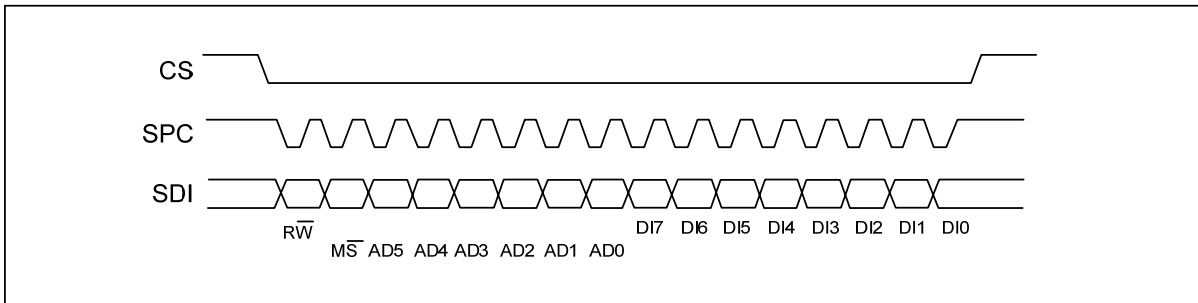 CS
SPC
SDI
RW̅ DI7 DI6 DI5 DI4 DI3 DI2 DI1 DI0
MS̅ AD5 AD4 AD3 AD2 AD1 AD0